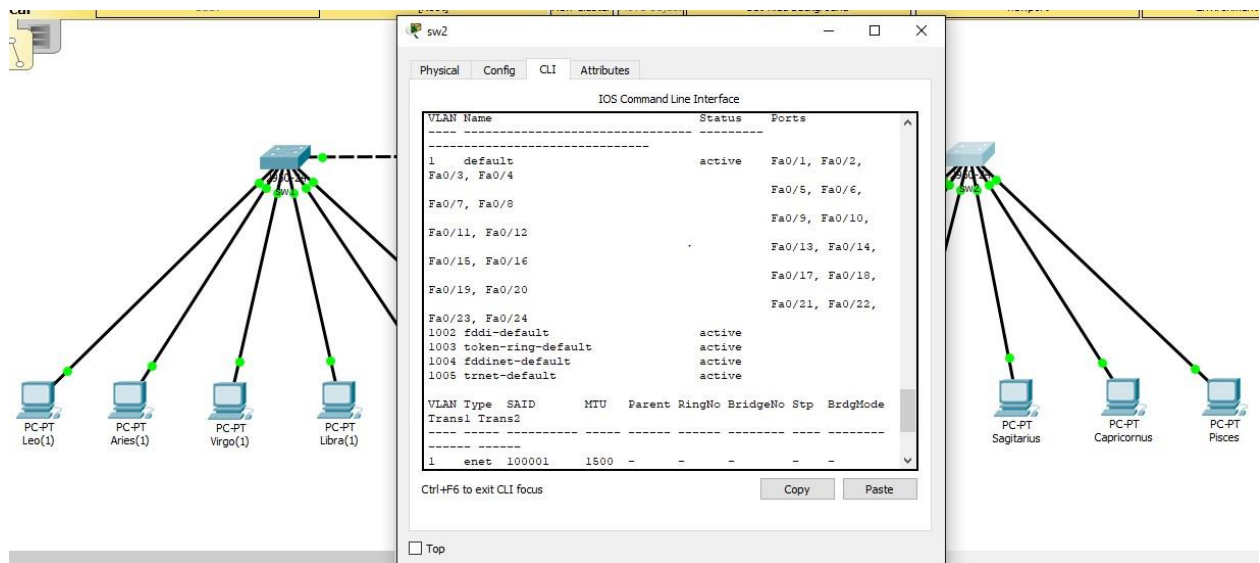 sw2
Physical Config CLI Attributes
IOS Command Line Interface
VLAN Name Status Ports
---- -------------------------------- ---------
-------------------------------
1 default active Fa0/1, Fa0/2,
Fa0/3, Fa0/4
Fa0/5, Fa0/6,
Fa0/7, Fa0/8
Fa0/9, Fa0/10,
Fa0/11, Fa0/12
Fa0/13, Fa0/14,
Fa0/15, Fa0/16
Fa0/17, Fa0/18,
Fa0/19, Fa0/20
Fa0/21, Fa0/22,
Fa0/23, Fa0/24
1002 fddi-default active
1003 token-ring-default active
1004 fddinet-default active
1005 trnet-default active
VLAN Type SAID MTU Parent RingNo BridgeNo Stp BrdgMode
Trans1 Trans2
---- ----- ---------- ----- ------ ------ -------- ---- --------
------ ------
1 enet 100001 1500 - - - - -
Ctrl+F6 to exit CLI focus
Copy Paste
Top
sw1
PC-PT
Leo(1)
PC-PT
Aries(1)
PC-PT
Virgo(1)
PC-PT
Libra(1)
sw2
PC-PT
Sagitarius
PC-PT
Capricornus
PC-PT
Pisces